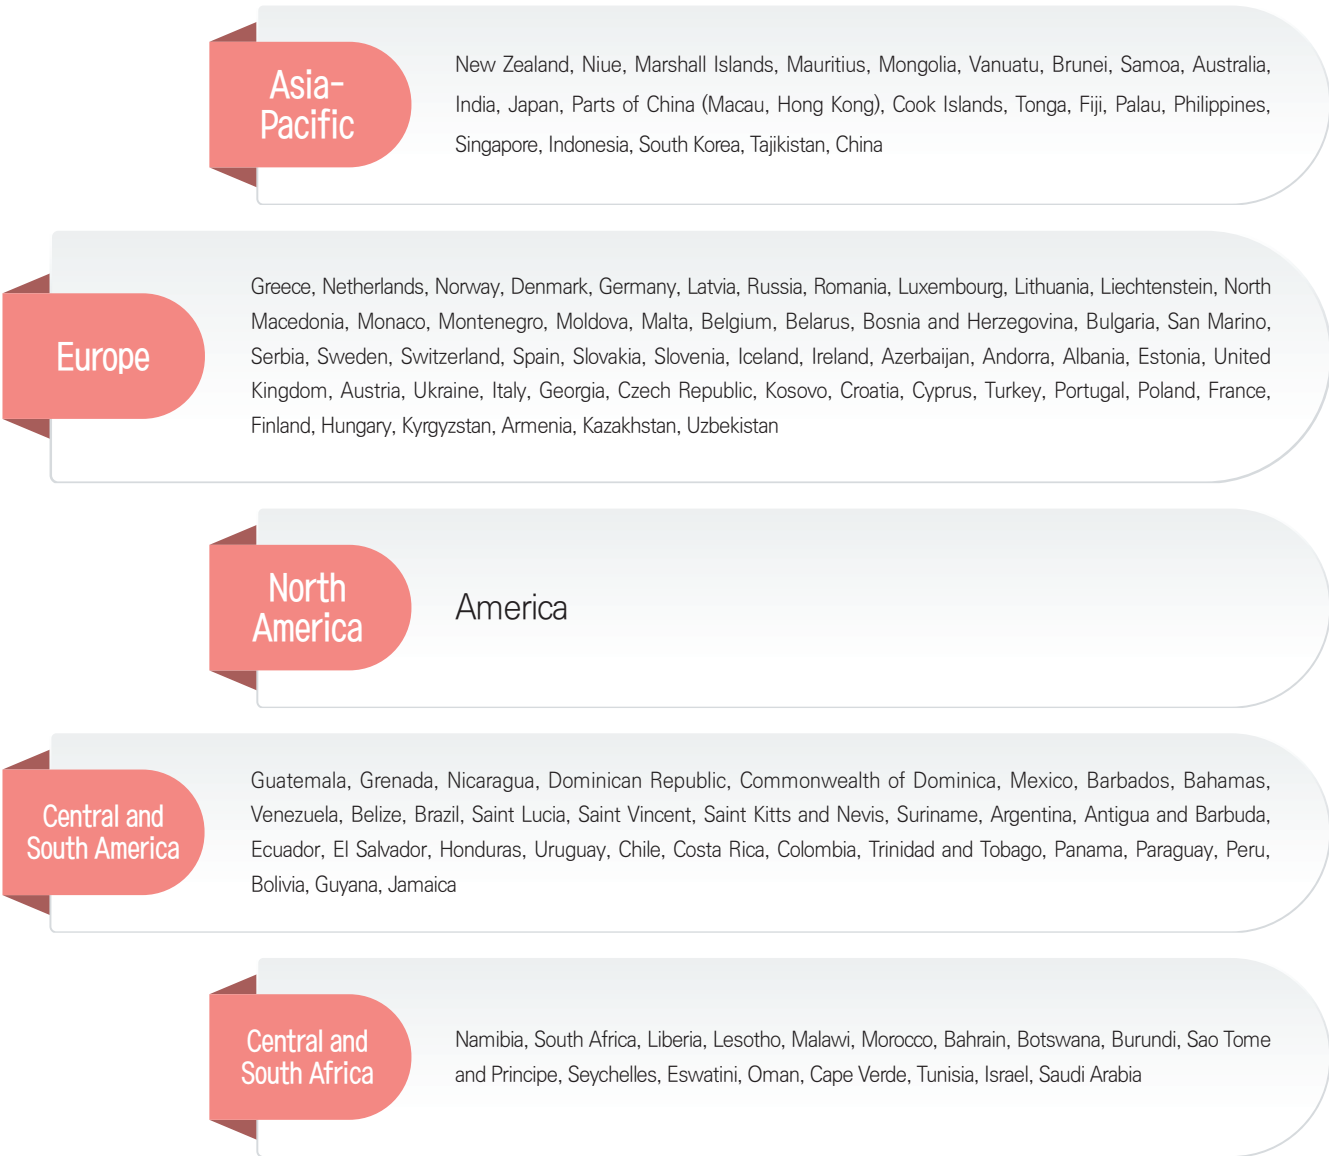 Asia-
Pacific
New Zealand, Niue, Marshall Islands, Mauritius, Mongolia, Vanuatu, Brunei, Samoa, Australia,
India, Japan, Parts of China (Macau, Hong Kong), Cook Islands, Tonga, Fiji, Palau, Philippines,
Singapore, Indonesia, South Korea, Tajikistan, China
Europe
Greece, Netherlands, Norway, Denmark, Germany, Latvia, Russia, Romania, Luxembourg, Lithuania, Liechtenstein, North
Macedonia, Monaco, Montenegro, Moldova, Malta, Belgium, Belarus, Bosnia and Herzegovina, Bulgaria, San Marino,
Serbia, Sweden, Switzerland, Spain, Slovakia, Slovenia, Iceland, Ireland, Azerbaijan, Andorra, Albania, Estonia, United
Kingdom, Austria, Ukraine, Italy, Georgia, Czech Republic, Kosovo, Croatia, Cyprus, Turkey, Portugal, Poland, France,
Finland, Hungary, Kyrgyzstan, Armenia, Kazakhstan, Uzbekistan
North
America
America
Central and
South America
Guatemala, Grenada, Nicaragua, Dominican Republic, Commonwealth of Dominica, Mexico, Barbados, Bahamas,
Venezuela, Belize, Brazil, Saint Lucia, Saint Vincent, Saint Kitts and Nevis, Suriname, Argentina, Antigua and Barbuda,
Ecuador, El Salvador, Honduras, Uruguay, Chile, Costa Rica, Colombia, Trinidad and Tobago, Panama, Paraguay, Peru,
Bolivia, Guyana, Jamaica
Central and
South Africa
Namibia, South Africa, Liberia, Lesotho, Malawi, Morocco, Bahrain, Botswana, Burundi, Sao Tome
and Principe, Seychelles, Eswatini, Oman, Cape Verde, Tunisia, Israel, Saudi Arabia